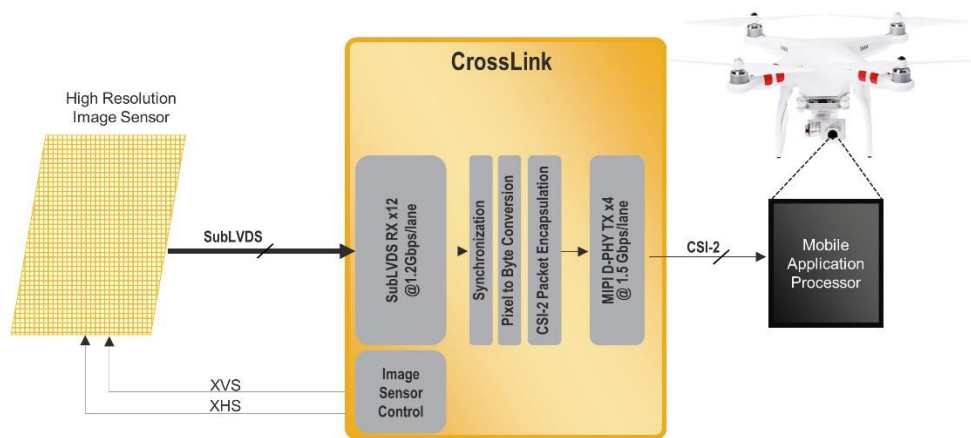 CrossLink
High Resolution
Image Sensor
SubLVDS
SubLVDS RX x12
@1.2Gbps/lane
Synchronization
Pixel to Byte Conversion
CSI-2 Packet Encapsulation
MIPI D-PHY TX x4
@ 1.5 Gbps/lane
CSI-2
Mobile
Application
Processor
Image
Sensor
Control
XVS
XHS